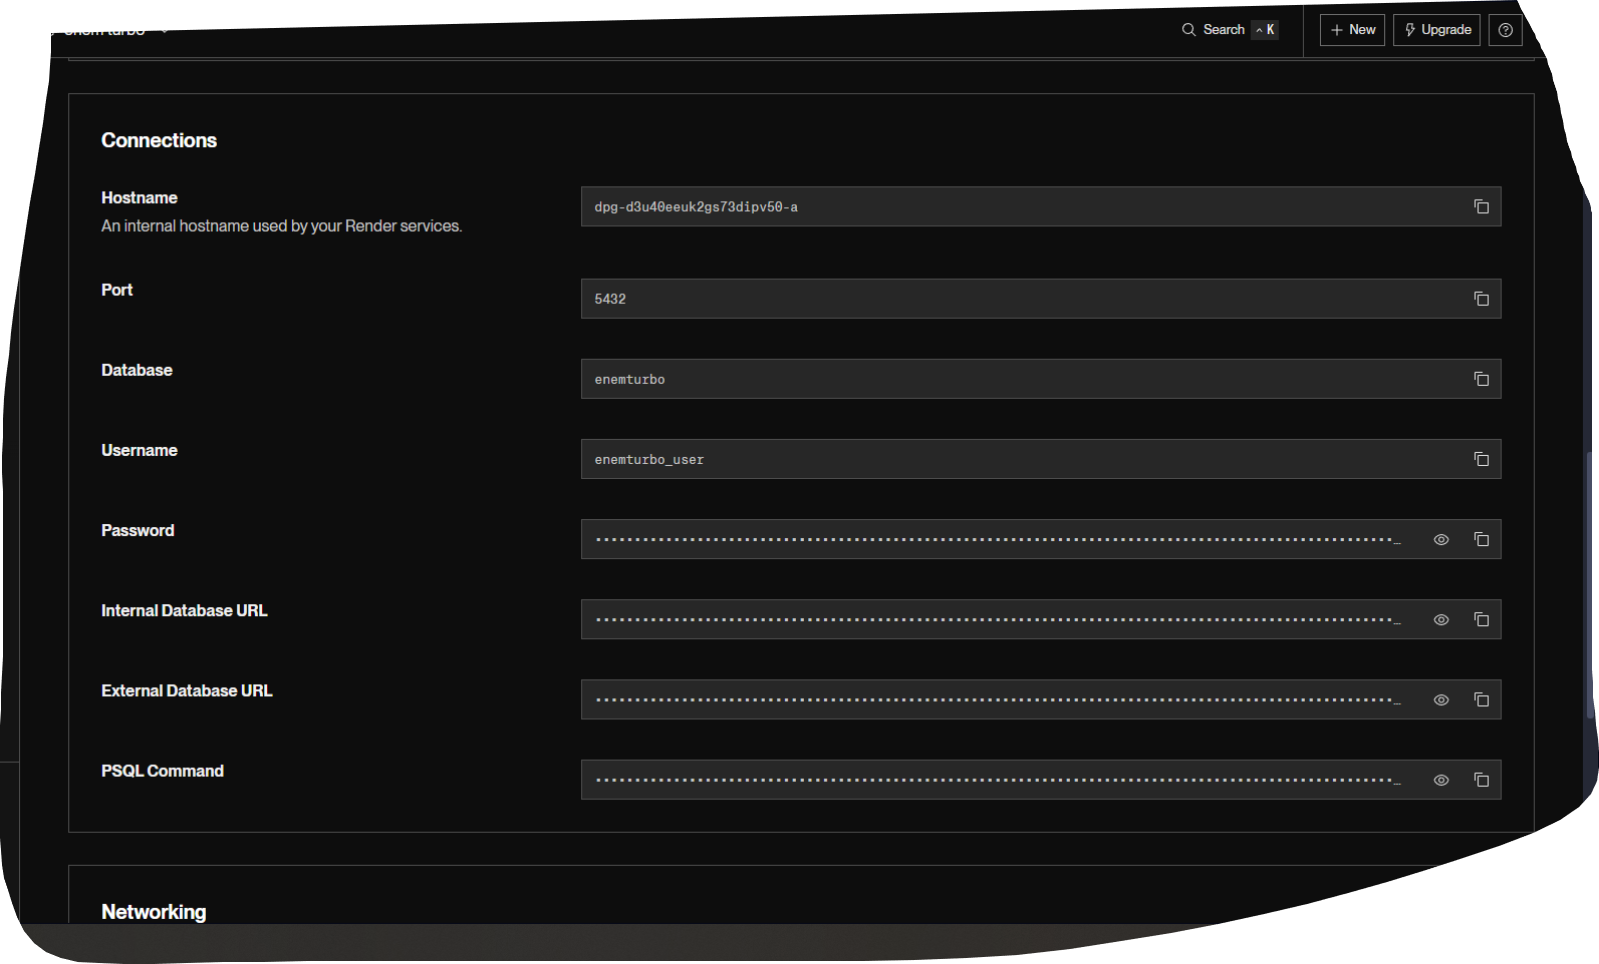 Search ^ K
+ New
Upgrade
Connections
Hostname
An internal hostname used by your Render services.
dpg-d3u40eeuk2gs73dipv50-a
Port
5432
Database
enemturbo
Username
enemturbo_user
Password
Internal Database URL
External Database URL
PSQL Command
Networking